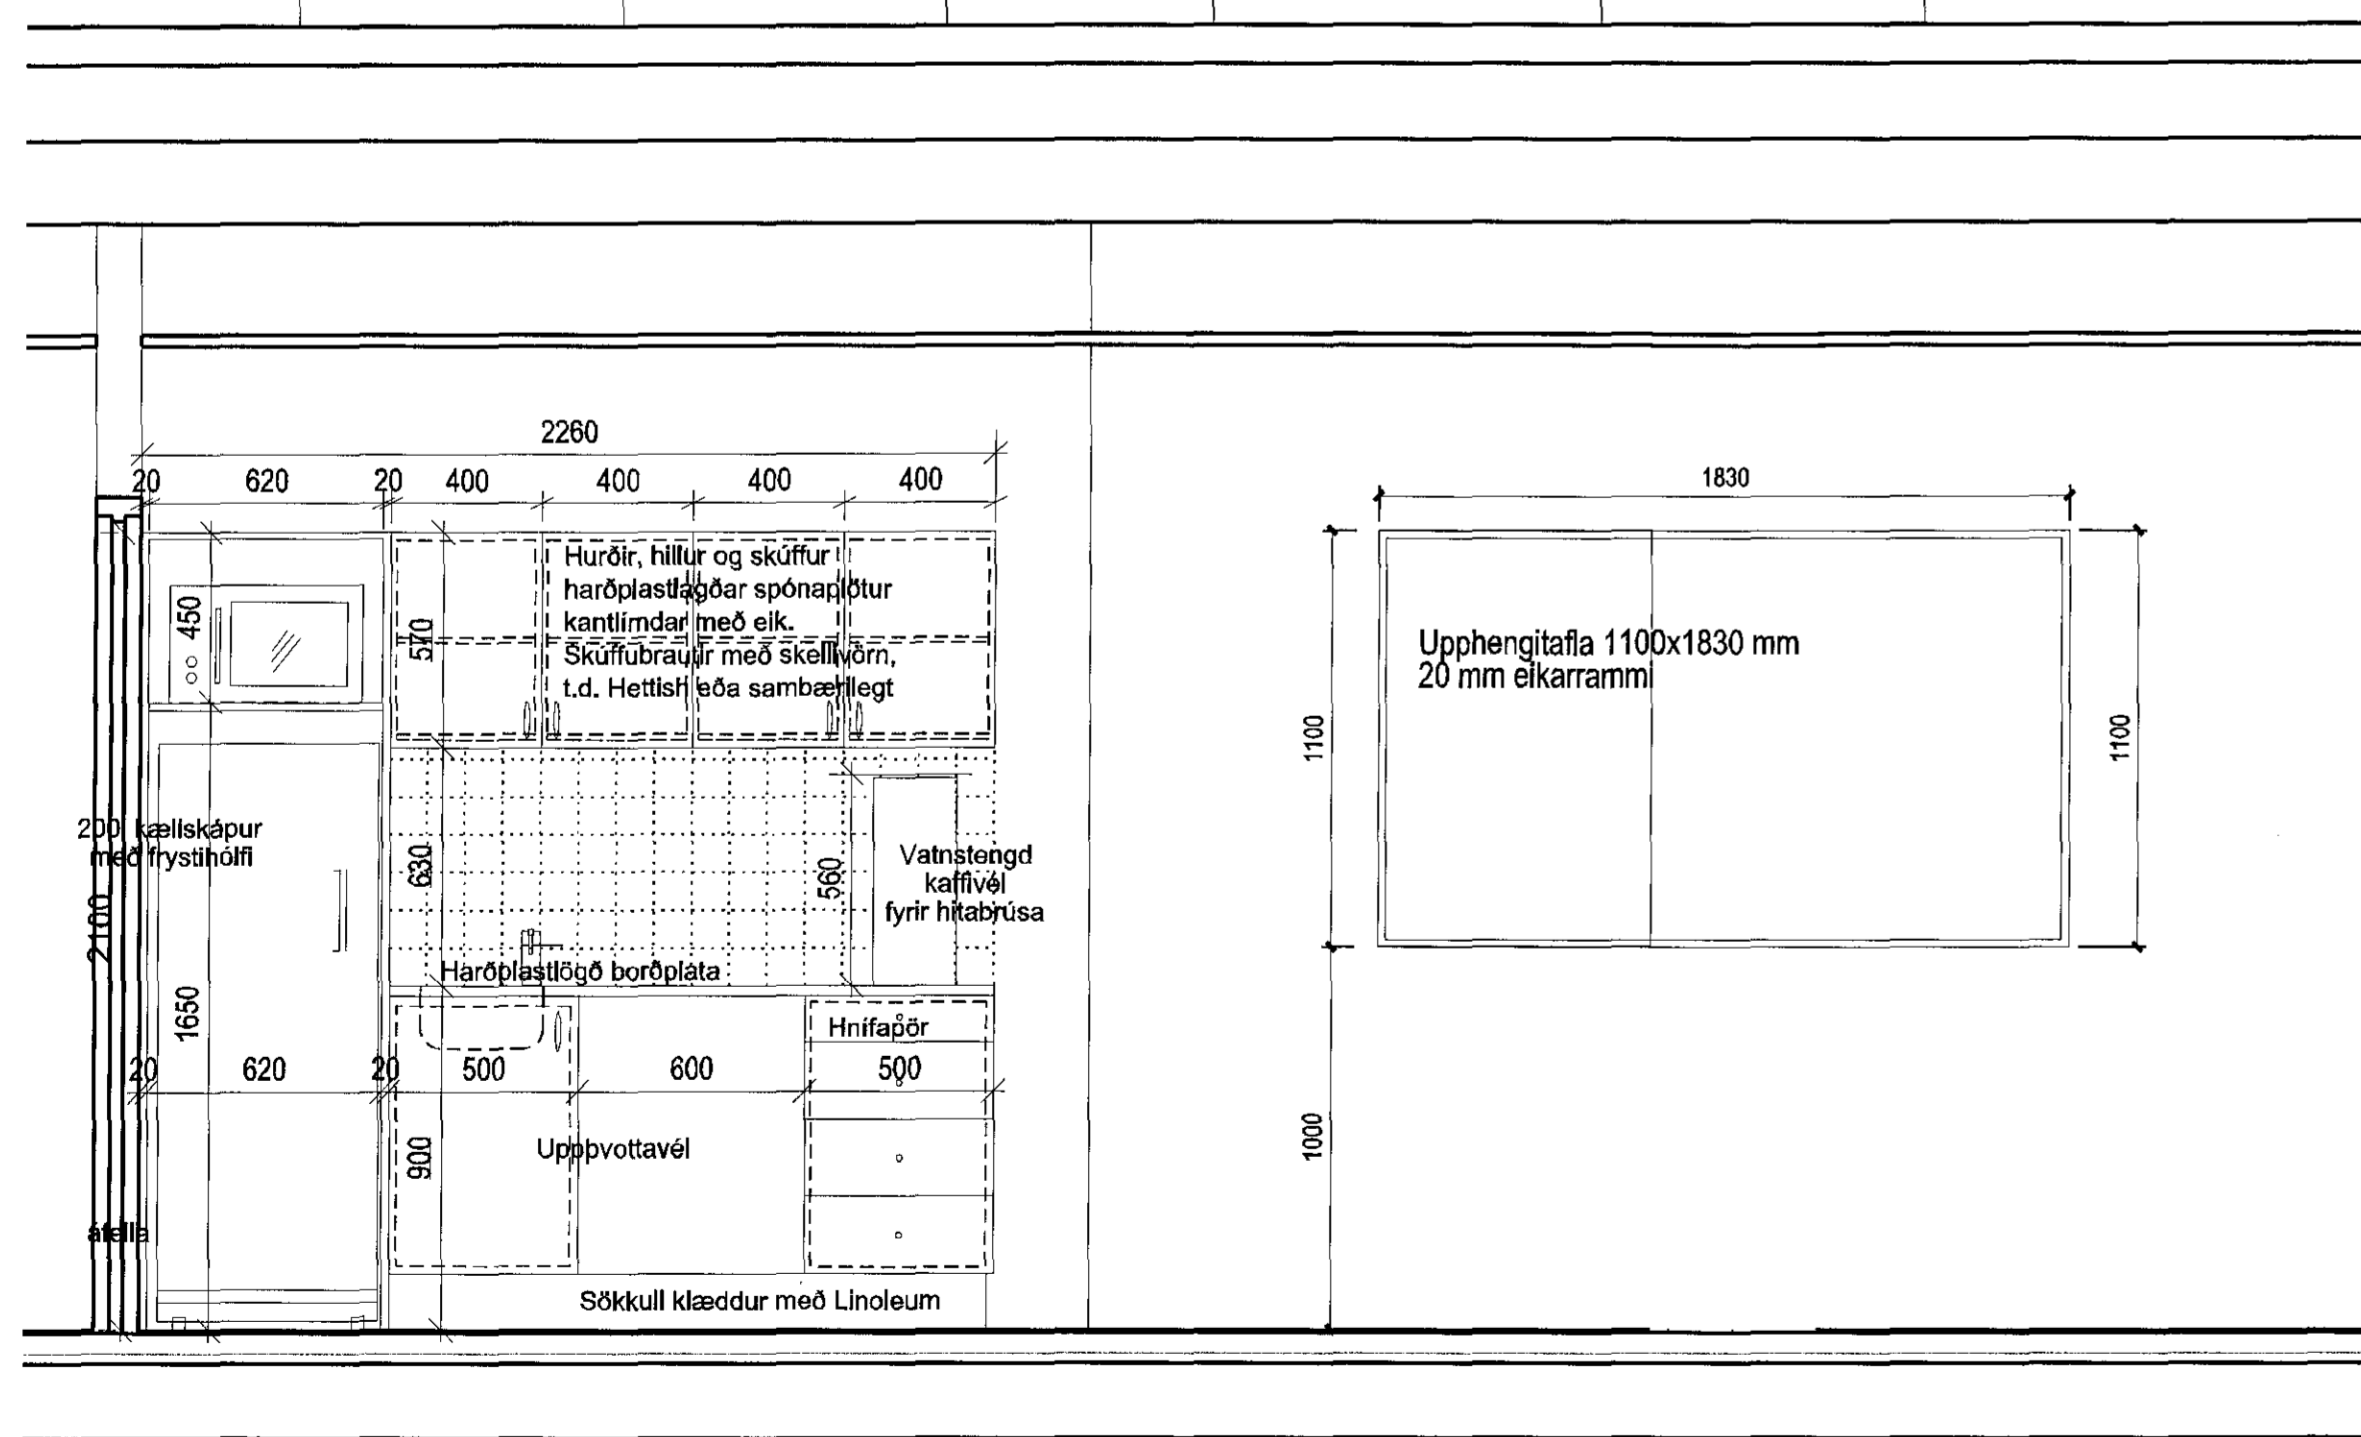 2260
20 620 20 400 400 400 400
1830
Hurðir, hillur og skúffur
harðplastlagðar spónaplötur
kantlímdar með eik.
Skúffubrautir með skellivörn,
t.d. Hettish eða sambærilegt
450
570
Upphengitafla 1100x1830 mm
20 mm eikarrammi
1100
1100
kæliskápur
með frystihólfi
2100
630
560
Vatnstengd
kaffivél
fyrir hitabrúsa
Harðplastlögð borðplata
1650
Hnífapör
20 620 20 500 600 500
900
Uppþvottavél
1000
áfella
Sökkull klæddur með Linoleum